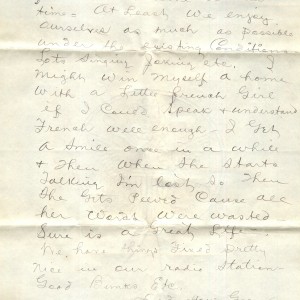 time= At Least We enjoy
ourselves as much as possible
under the existing Conditions
Lots Singing joking etc. I
Might Win Myself a home
With a Little French Girl
if I Could Speak & understand
French well enough - I Get
a Smile once in a while
& Then When She Starts
Talking I'm lost. So Then
She Gits Peeved Cause all
her Words Were wasted
Sure is a Great Life.
We have things fixed pretty
Nice in our radio Station
Good Bunks Etc.